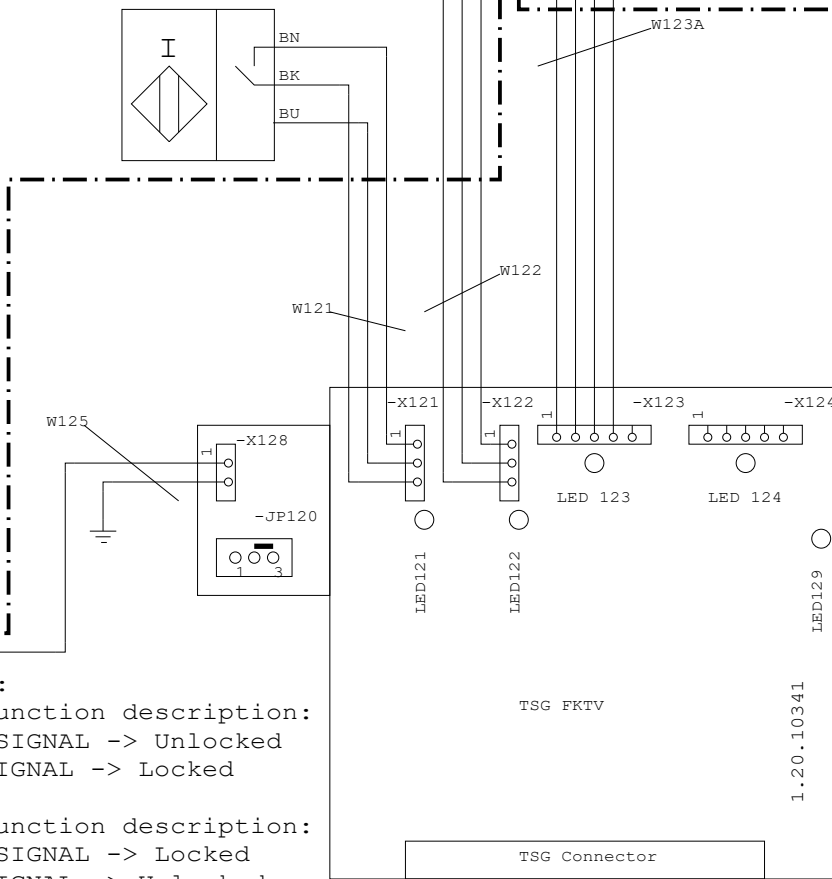 W123A
I
BN
BK
BU
W122
W121
-X121
-X122
-X123
-X124
1
1
1
1
W125
-X128
1
LED 123
LED 124
-JP120
1 3
LED121
LED122
LED129
:
unction description:
SIGNAL -> Unlocked
IGNAL -> Locked
TSG FKTV
1.20.10341
unction description:
SIGNAL -> Locked
TSG Connector